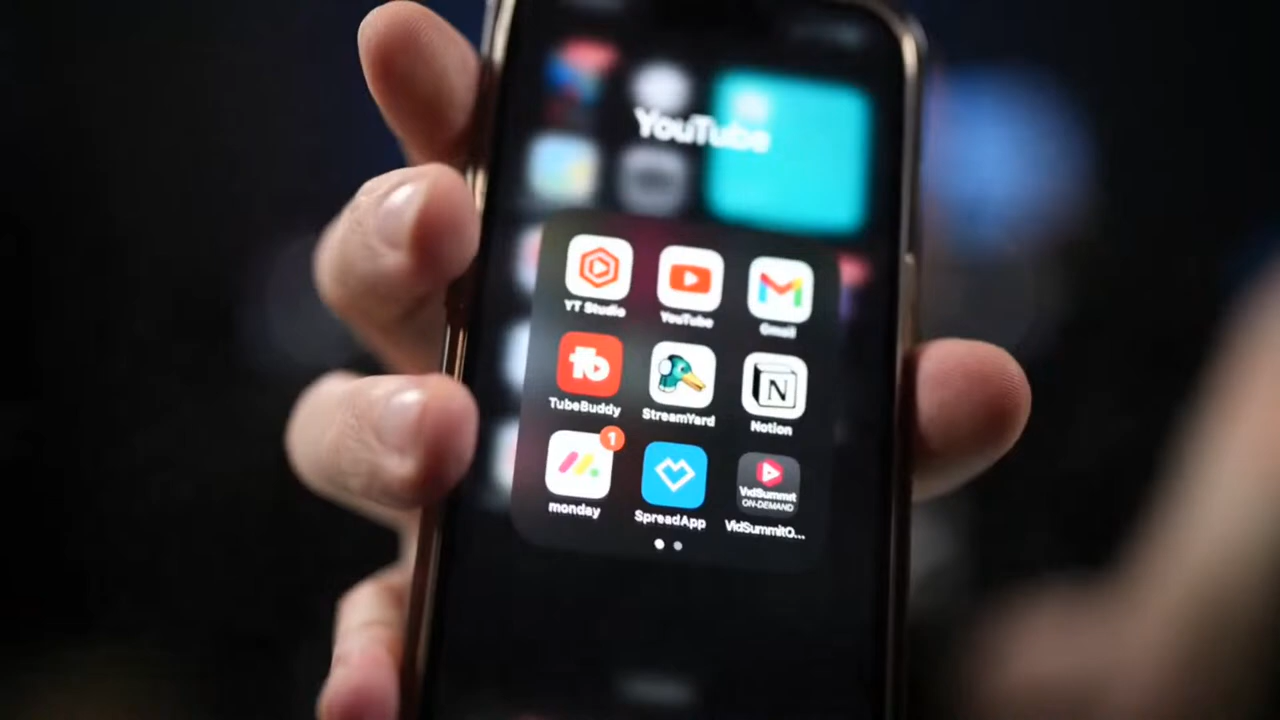 YouTube
YT Studio
YouTube
Gmail
TubeBuddy
StreamYard
Notion
1
monday
SpreadApp
VidSummit
ON-DEMAND
VidSummitO...